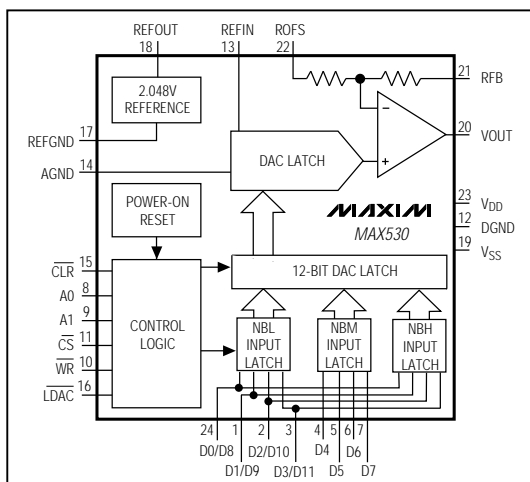 REFOUT REFIN ROFS
18 13 22
2.048V
REFERENCE
21 RFB
17
REFGND
20
VOUT
AGND 14
DAC LATCH
−
+
POWER-ON
RESET
MAXIM
MAX530
23
VDD
12
DGND
19
VSS
12-BIT DAC LATCH
CLR 15
A0 8
A1 9
CS 11
WR 10
LDAC 16
CONTROL
LOGIC
NBL
INPUT
LATCH
NBM
INPUT
LATCH
NBH
INPUT
LATCH
24 1 2 3 4 5 6 7
D0/D8 D2/D10 D4 D6
D1/D9 D3/D11 D5 D7